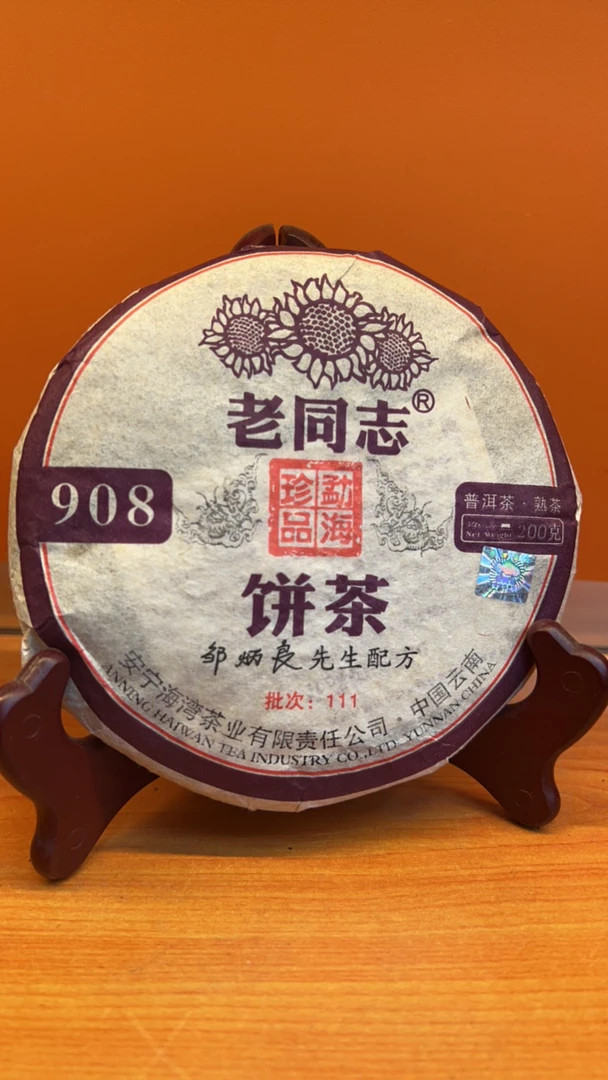 老同志®
908
勐海
珍品
普洱茶·熟茶
Net Weight 200克
饼茶
邹炳良先生配方
批次：111
安宁海湾茶业有限责任公司·中国云南
ANNING HAIWAN TEA INDUSTRY CO.,LTD. YUNNAN CHINA